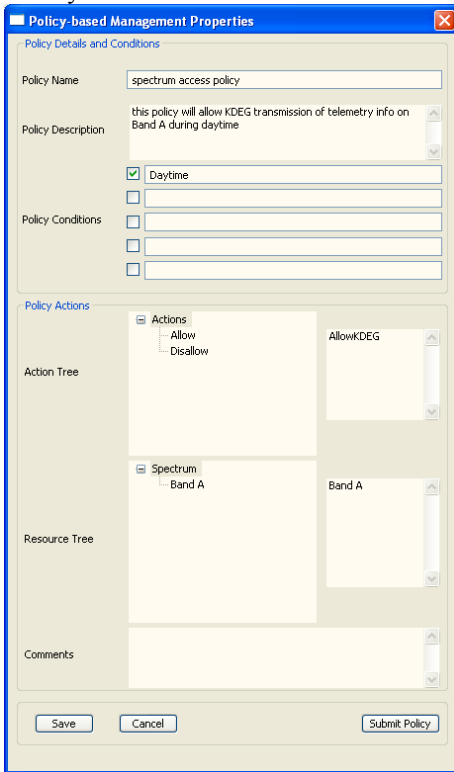 Policy-based Management Properties
Policy Details and Conditions
Policy Name
spectrum access policy
Policy Description
this policy will allow KDEG transmission of telemetry info on
Band A during daytime
Policy Conditions
Daytime
Policy Actions
Action Tree
Actions
Allow
Disallow
AllowKDEG
Resource Tree
Spectrum
Band A
Band A
Comments
Save
Cancel
Submit Policy